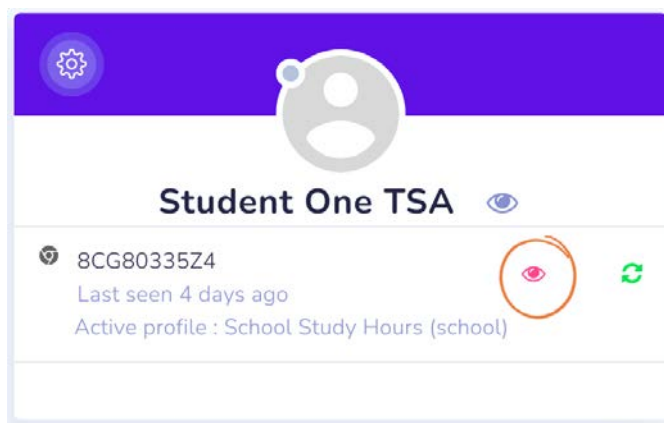 Student One TSA
8CG80335Z4
Last seen 4 days ago
Active profile : School Study Hours (school)